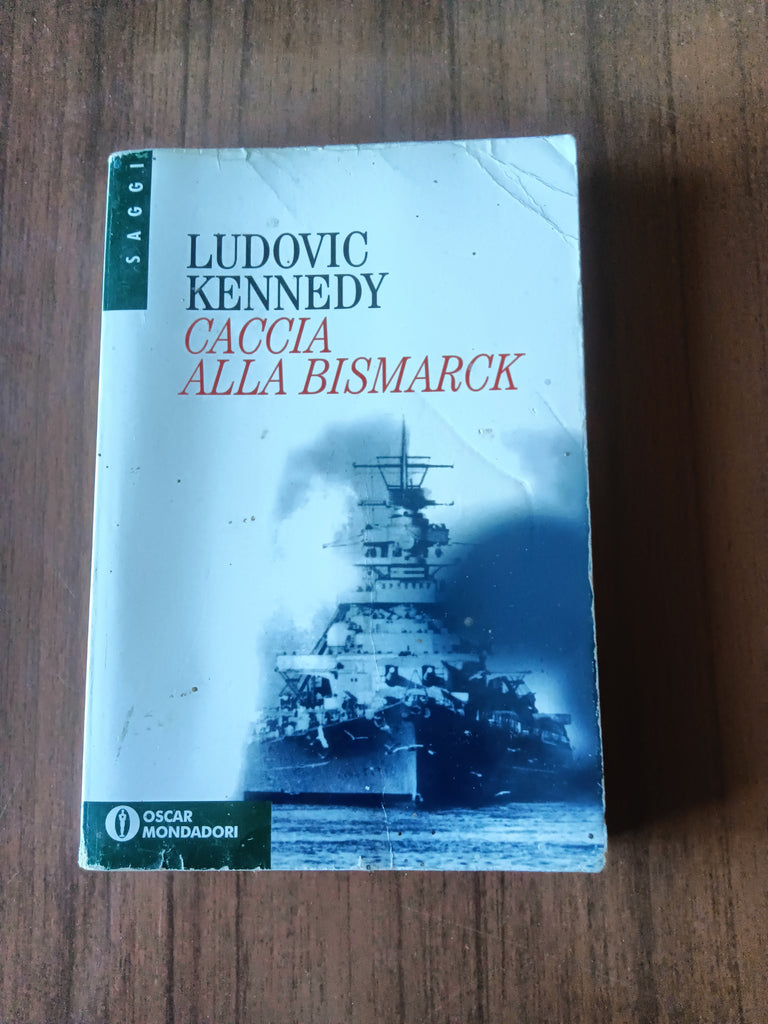 SAGGI
LUDOVIC
KENNEDY
CACCIA
ALLA BISMARCK
OSCAR
MONDADORI